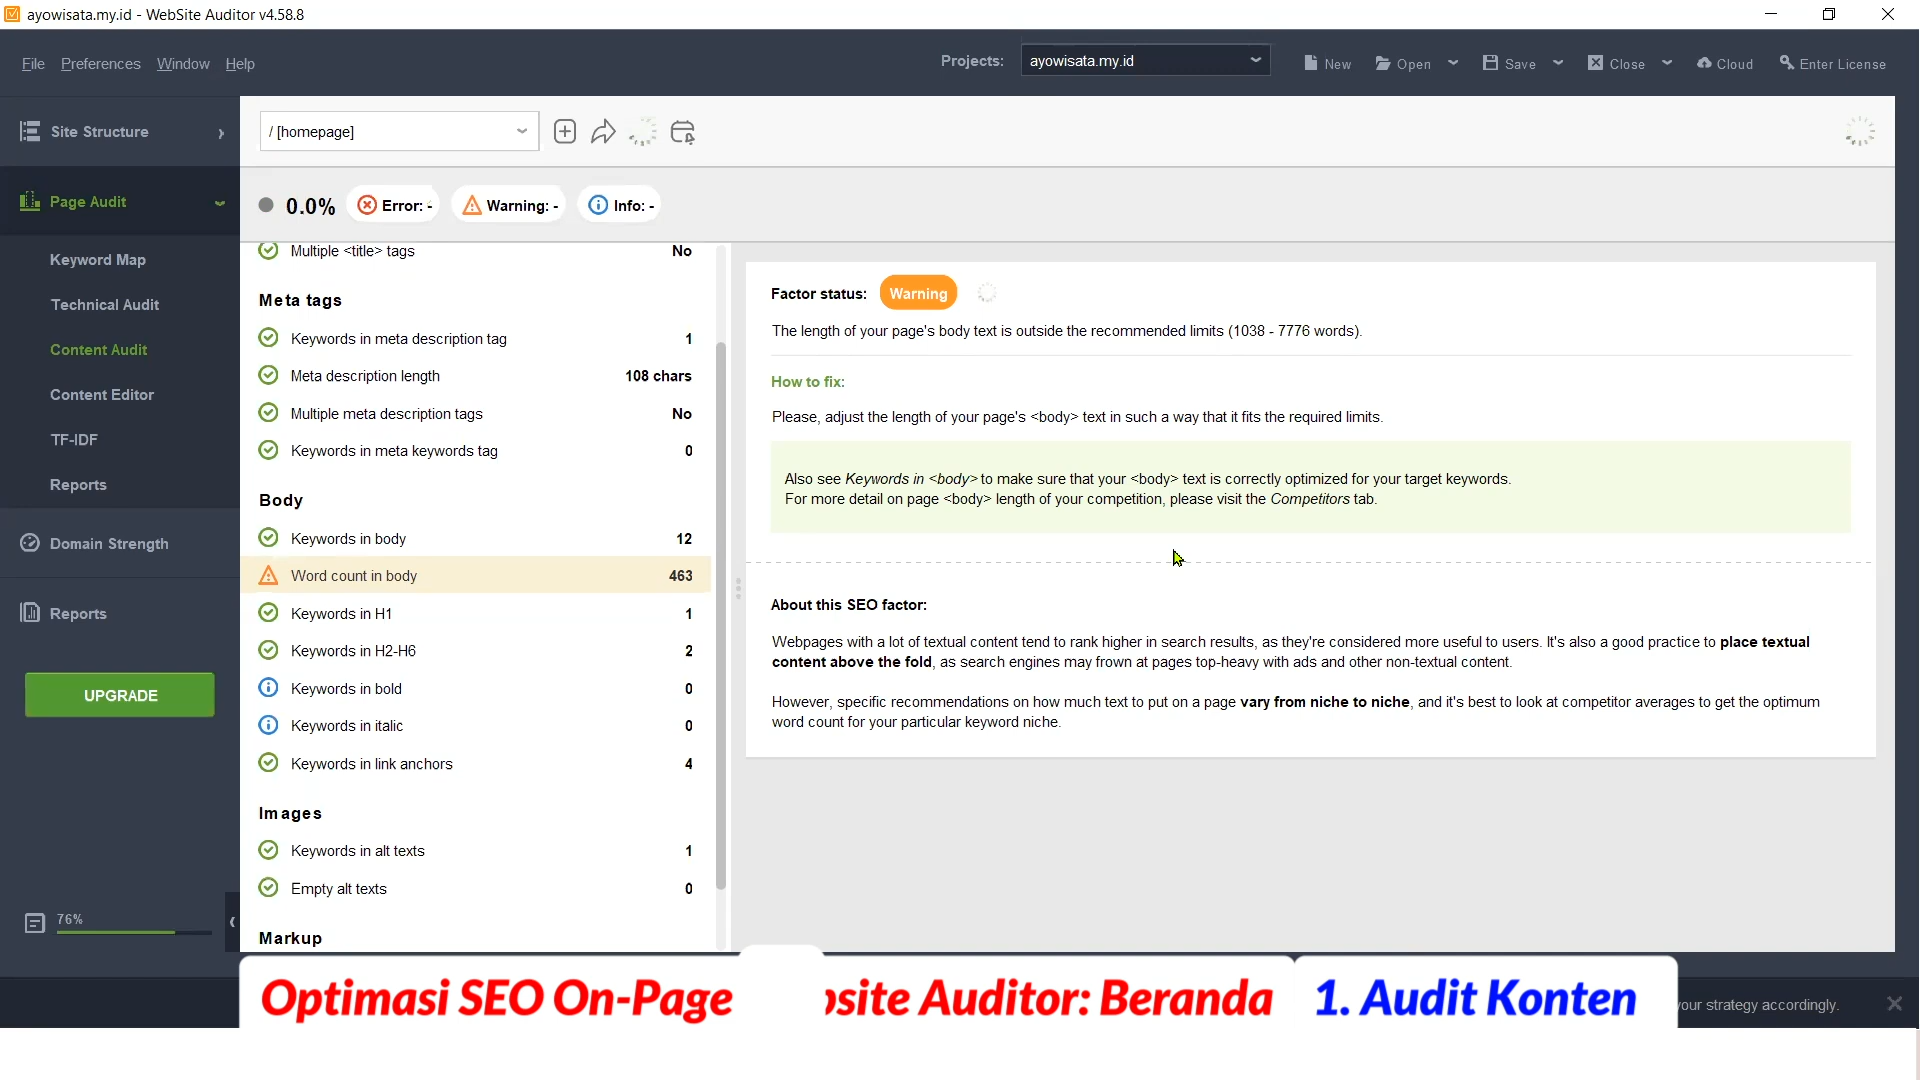 ayowisata.my.id - WebSite Auditor v4.58.8
File Preferences Window Help
Projects: ayowisata.my.id
New Open Save Close Cloud Enter License
Site Structure
Page Audit
Keyword Map
Technical Audit
Content Audit
Content Editor
TF-IDF
Reports
Domain Strength
Reports
UPGRADE
76%
/ [homepage]
0.0% Error: - Warning: - Info: -
Multiple <title> tags No
Meta tags
Keywords in meta description tag 1
Meta description length 108 chars
Multiple meta description tags No
Keywords in meta keywords tag 0
Body
Keywords in body 12
Word count in body 463
Keywords in H1 1
Keywords in H2-H6 2
Keywords in bold 0
Keywords in italic 0
Keywords in link anchors 4
Images
Keywords in alt texts 1
Empty alt texts 0
Markup
Factor status: Warning
The length of your page's body text is outside the recommended limits (1038 - 7776 words).
How to fix:
Please, adjust the length of your page's <body> text in such a way that it fits the required limits.
Also see Keywords in <body> to make sure that your <body> text is correctly optimized for your target keywords.
For more detail on page <body> length of your competition, please visit the Competitors tab.
About this SEO factor:
Webpages with a lot of textual content tend to rank higher in search results, as they're considered more useful to users. It's also a good practice to place textual
content above the fold, as search engines may frown at pages top-heavy with ads and other non-textual content.
However, specific recommendations on how much text to put on a page vary from niche to niche, and it's best to look at competitor averages to get the optimum
word count for your particular keyword niche.
Optimasi SEO On-Page site Auditor: Beranda 1. Audit Konten
your strategy accordingly.